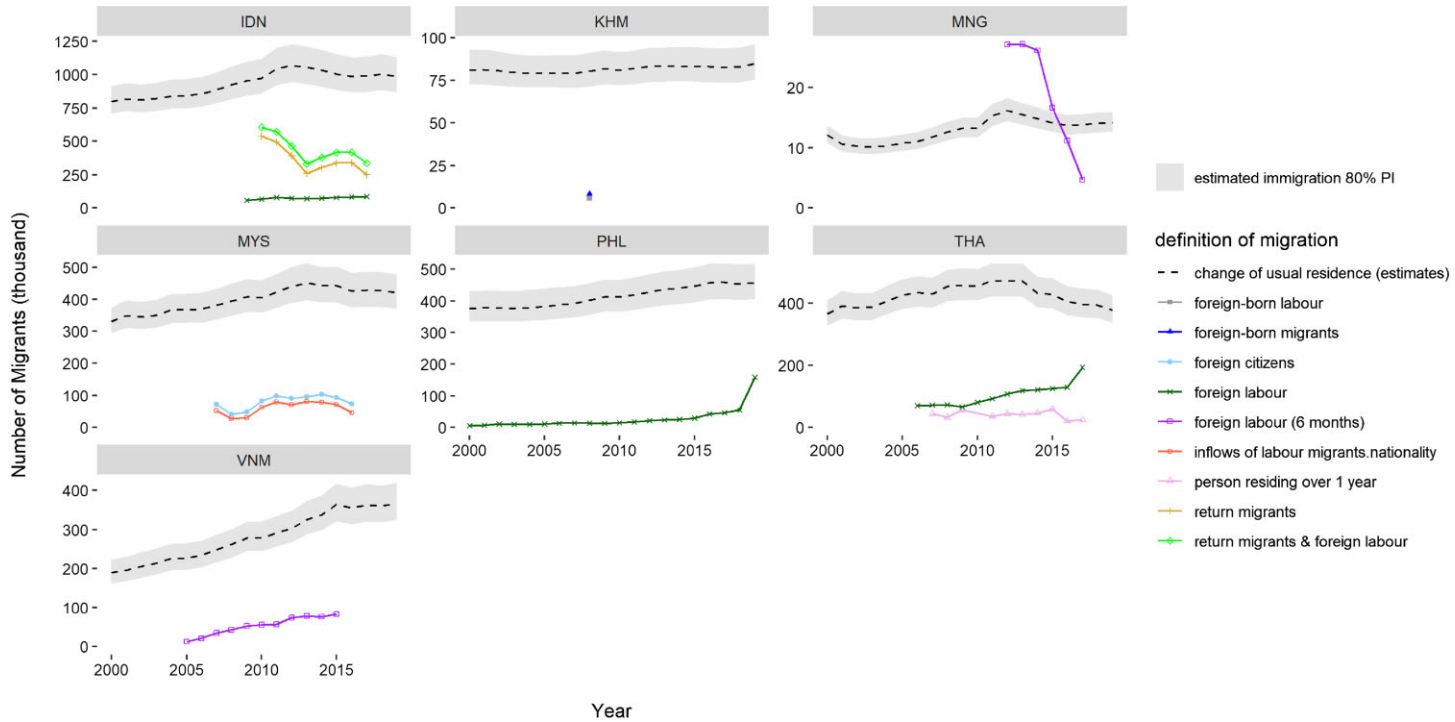 IDN
KHM
MNG
1250
1000
750
500
250
0
100
75
50
25
0
20
10
0
MYS
PHL
THA
500
400
300
200
100
0
500
400
300
200
100
0
400
200
0
2000
2005
2010
2015
2000
2005
2010
2015
VNM
400
300
200
100
0
2000
2005
2010
2015
Number of Migrants (thousand)
Year
estimated immigration 80% PI
definition of migration
change of usual residence (estimates)
foreign-born labour
foreign-born migrants
foreign citizens
foreign labour
foreign labour (6 months)
inflows of labour migrants.nationality
person residing over 1 year
return migrants
return migrants & foreign labour